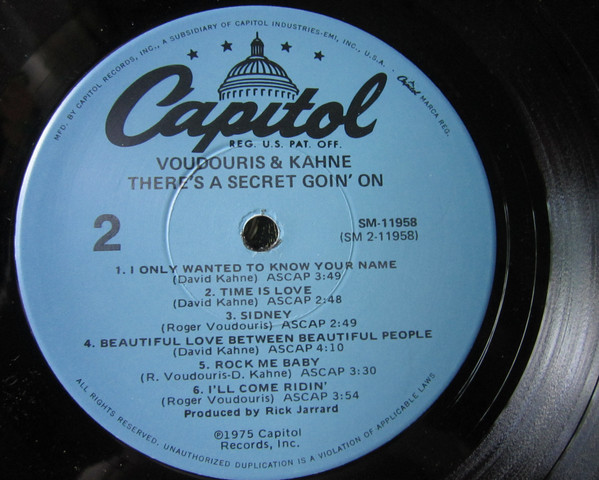 MFD. BY CAPITOL RECORDS, INC., A SUBSIDIARY OF CAPITOL INDUSTRIES-EMI, INC., U.S.A.
Capitol MARCA REG.
Capitol
REG. U.S. PAT. OFF.
VOUDOURIS & KAHNE
THERE'S A SECRET GOIN' ON
2
SM-11958
(SM 2-11958)
1. I ONLY WANTED TO KNOW YOUR NAME
(David Kahne) ASCAP 3:49
2. TIME IS LOVE
(David Kahne) ASCAP 2:48
3. SIDNEY
(Roger Voudouris) ASCAP 2:49
4. BEAUTIFUL LOVE BETWEEN BEAUTIFUL PEOPLE
(David Kahne) ASCAP 4:10
5. ROCK ME BABY
(R. Voudouris-D. Kahne) ASCAP 3:30
6. I'LL COME RIDIN'
(Roger Voudouris) ASCAP 3:54
Produced by Rick Jarrard
℗1975 Capitol
Records, Inc.
ALL RIGHTS RESERVED. UNAUTHORIZED DUPLICATION IS A VIOLATION OF APPLICABLE LAWS